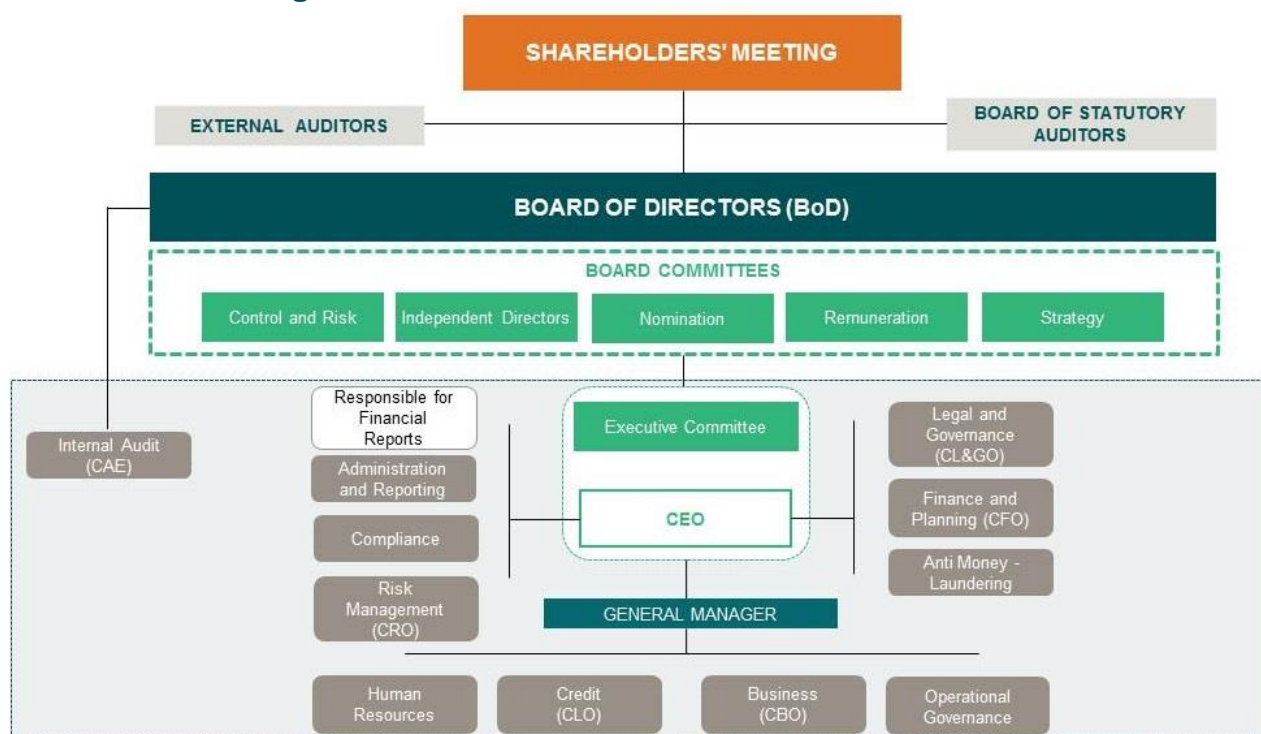 SHAREHOLDERS' MEETING
EXTERNAL AUDITORS
BOARD OF STATUTORY
AUDITORS
BOARD OF DIRECTORS (BoD)
BOARD COMMITTEES
Control and Risk
Independent Directors
Nomination
Remuneration
Strategy
Internal Audit
(CAE)
Responsible for
Financial
Reports
Administration
and Reporting
Compliance
Risk
Management
(CRO)
Executive Committee
CEO
Legal and
Governance
(CL&GO)
Finance and
Planning (CFO)
Anti Money -
Laundering
GENERAL MANAGER
Human
Resources
Credit
(CLO)
Business
(CBO)
Operational
Governance